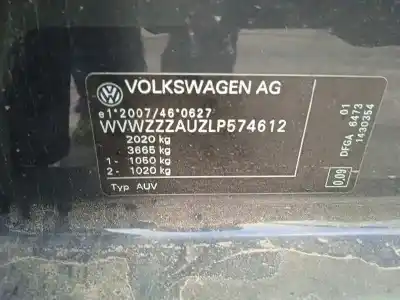 VOLKSWAGEN AG
e1*2007/46*0627
WVWZZZAUZLP574612
2020 kg
3665 kg
1- 1060 kg
2- 1020 kg
Typ AUV
01
DFGA 6473
1430354
0,09